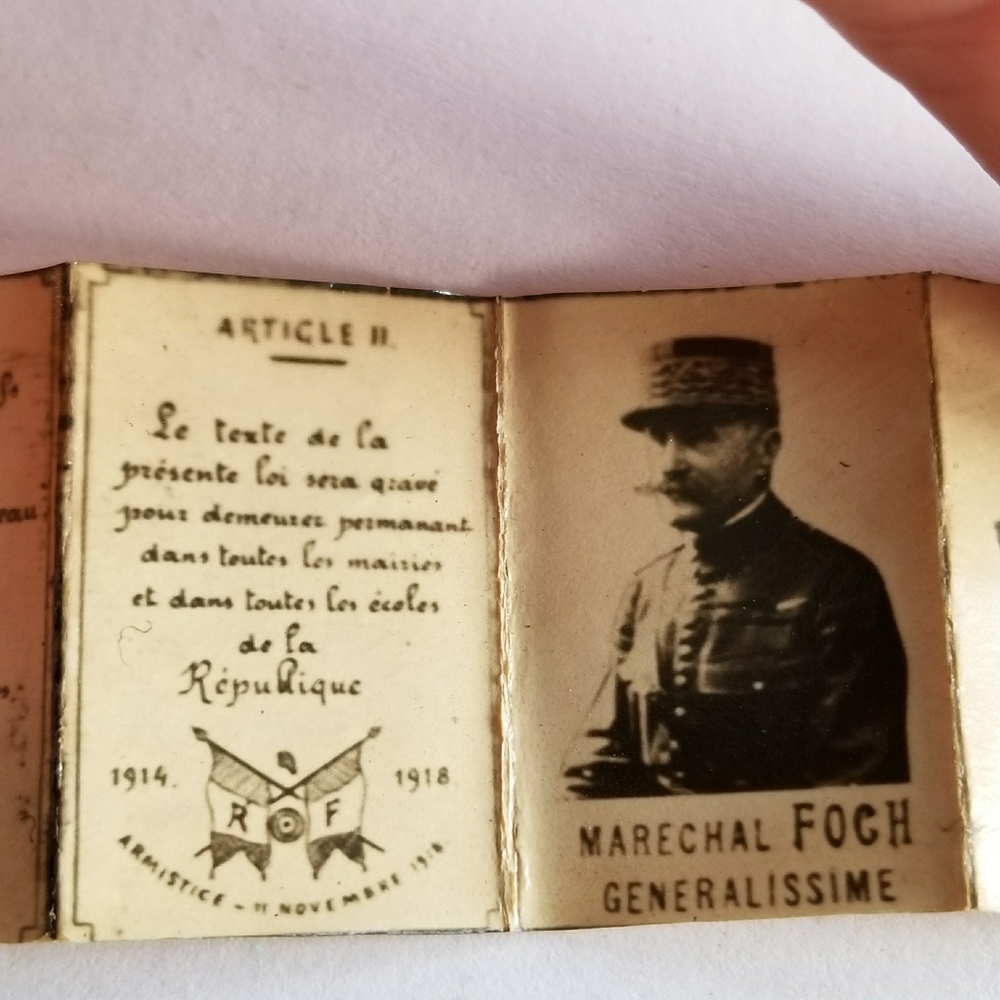 eau
ARTICLE II.
Le texte de la
présente loi sera gravé
pour demeurer permanant
dans toutes les mairies
et dans toutes les écoles
de la
République
1914. 1918
R F
ARMISTICE - 11 NOVEMBRE 1918
MARECHAL FOCH
GENERALISSIME